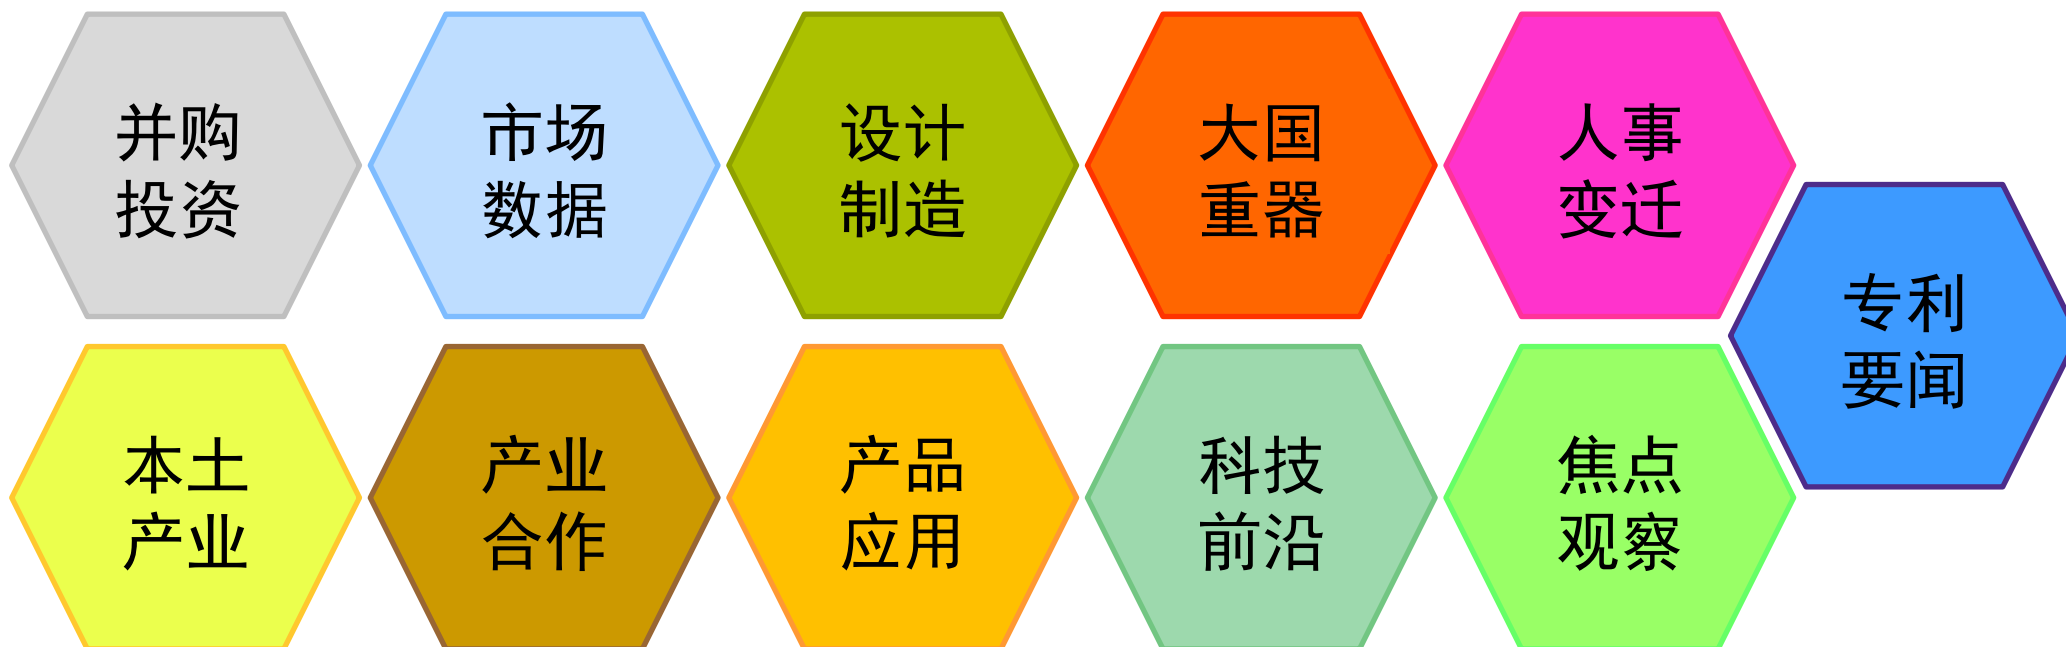 并购
投资
市场
数据
设计
制造
大国
重器
人事
变迁
专利
要闻
本土
产业
产业
合作
产品
应用
科技
前沿
焦点
观察